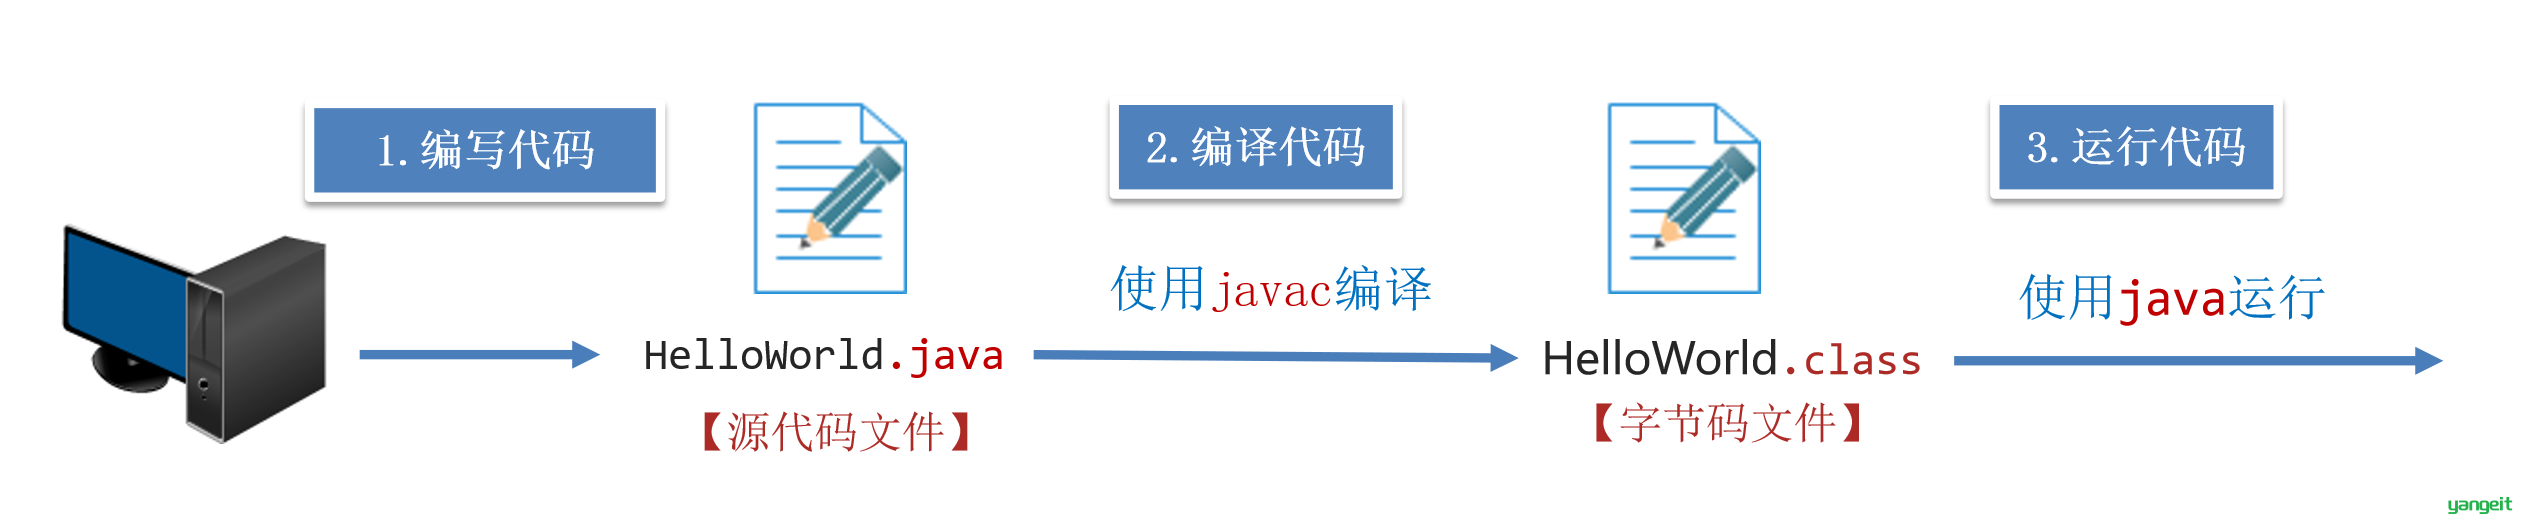 1.编写代码
2.编译代码
3.运行代码
使用javac编译
使用java运行
HelloWorld.java
HelloWorld.class
【源代码文件】
【字节码文件】
yangeit